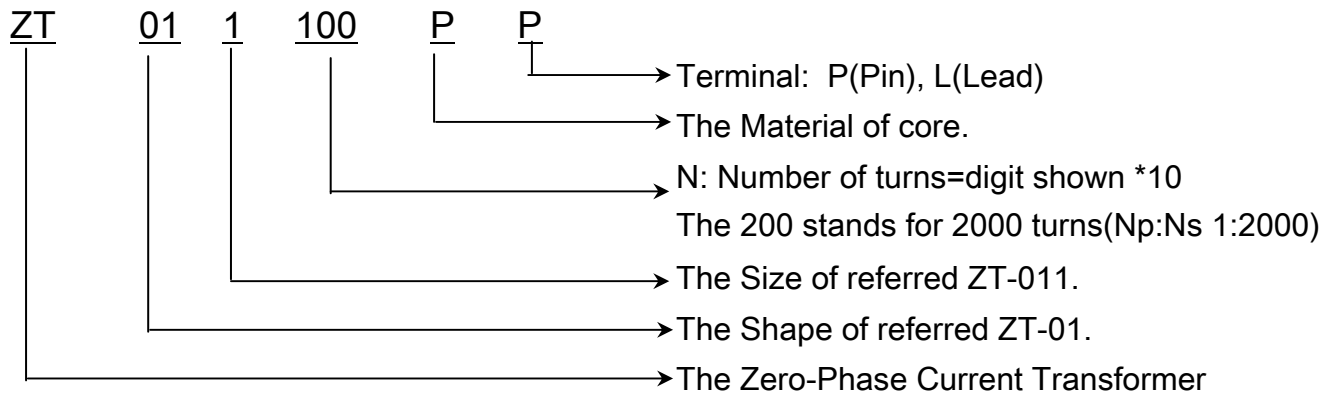 ZT 01 1 100 P P
Terminal: P(Pin), L(Lead)
The Material of core.
N: Number of turns=digit shown *10
The 200 stands for 2000 turns(Np:Ns 1:2000)
The Size of referred ZT-011.
The Shape of referred ZT-01.
The Zero-Phase Current Transformer